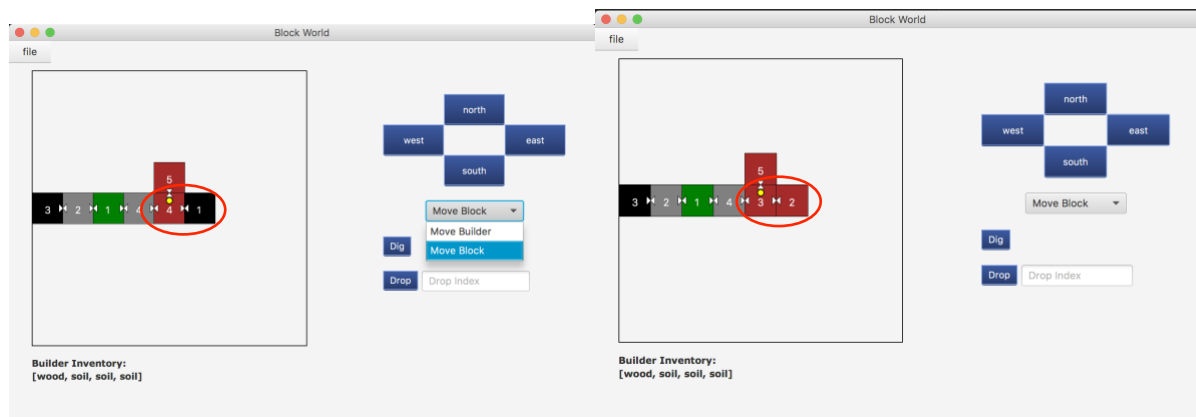 Block World
file
north
west
east
south
5
3 2 1 4 4 1
Move Block
Move Builder
Move Block
Dig
Drop
Drop Index
Builder Inventory:
[wood, soil, soil, soil]
Block World
file
north
west
east
south
5
3 2 1 4 3 2
Move Block
Dig
Drop
Drop Index
Builder Inventory:
[wood, soil, soil, soil]